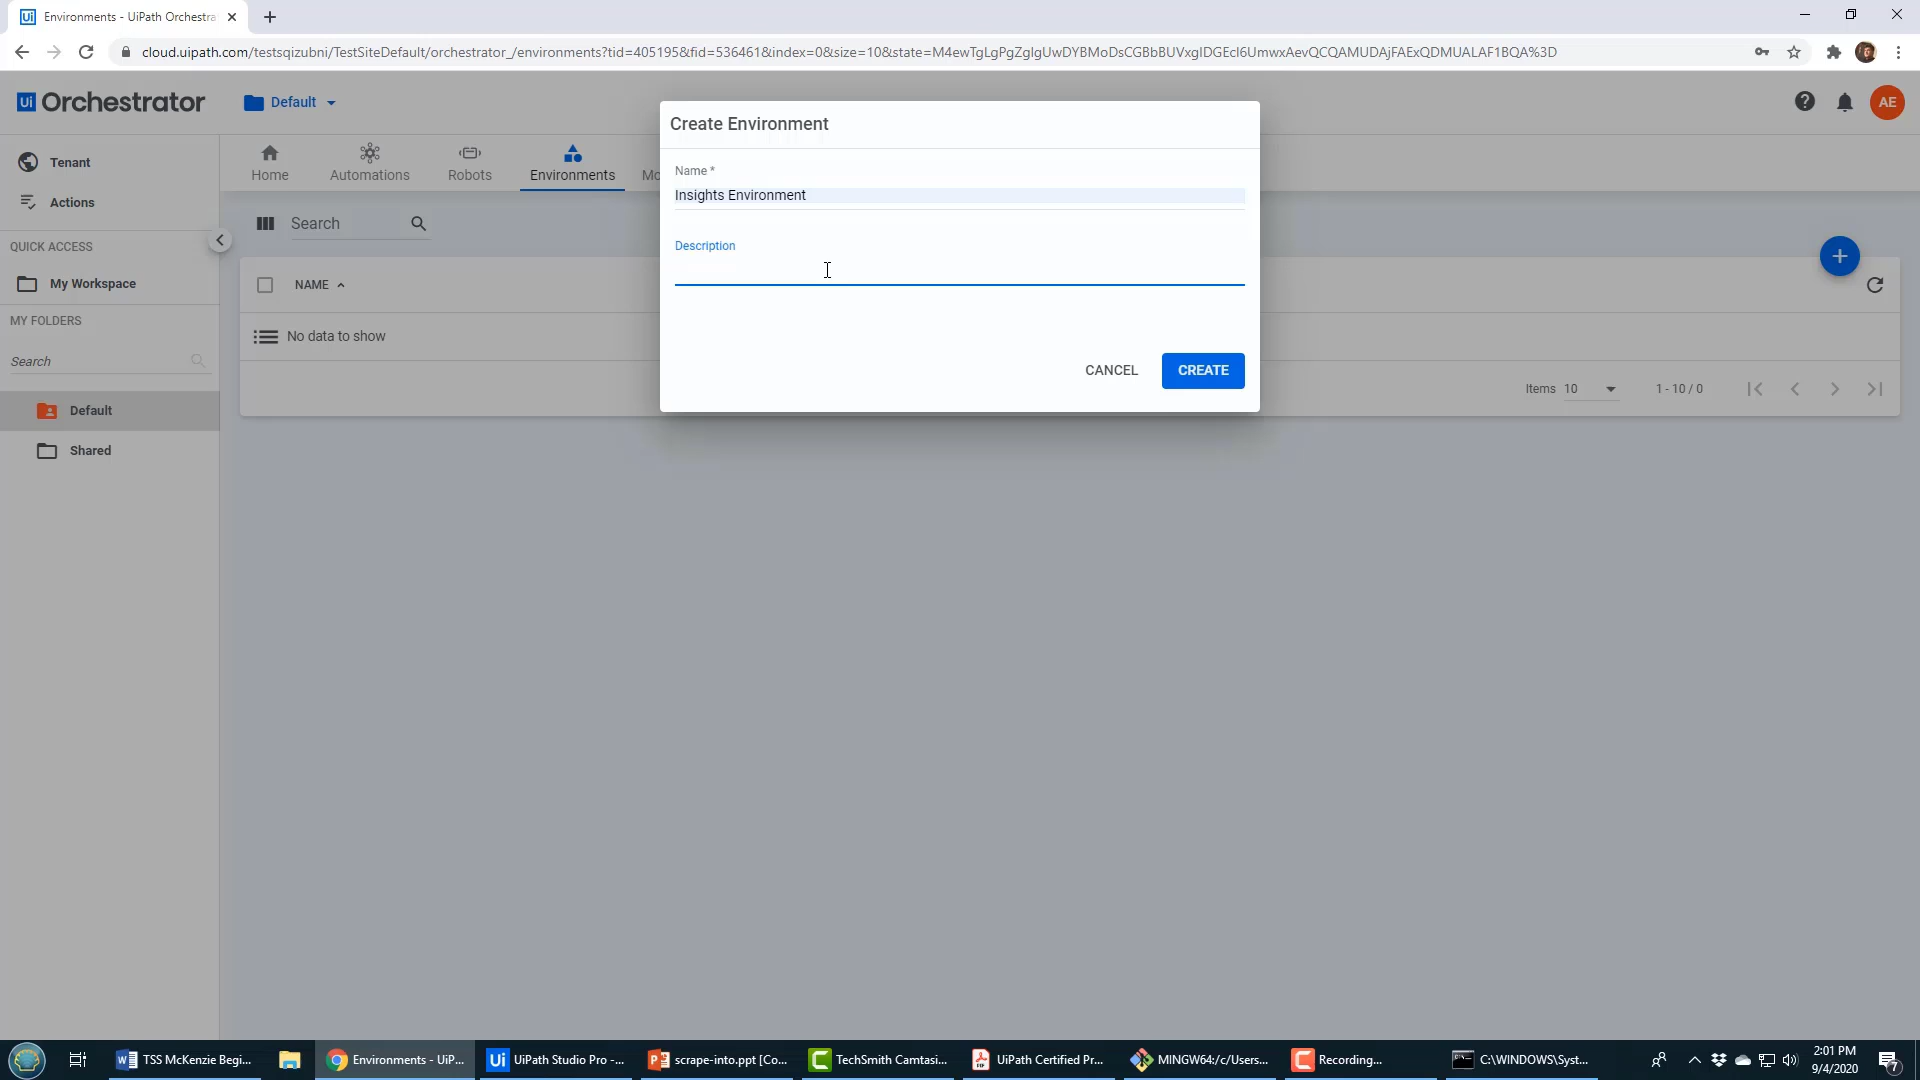 Environments - UiPath Orchestra
cloud.uipath.com/testsqizubni/TestSiteDefault/orchestrator_/environments?tid=405195&fid=536461&index=0&size=10&state=M4ewTgLgPgZglgUwDYBMoDsCGBbBUVxgIDGEcI6UmwxAevQCQAMUDAjFAExQDMUALAF1BQA%3D
Ui Orchestrator
Default
AE
Create Environment
Tenant
Home
Automations
Robots
Environments
Mo
Name *
Insights Environment
Actions
Search
Description
QUICK ACCESS
My Workspace
NAME
MY FOLDERS
No data to show
Search
CANCEL
CREATE
Items 10
1 - 10 / 0
Default
Shared
TSS McKenzie Begi...
Environments - UiP...
UiPath Studio Pro -...
scrape-into.ppt [Co...
TechSmith Camtasi...
UiPath Certified Pr...
MINGW64:/c/Users...
Recording...
C:\WINDOWS\Syst...
2:01 PM
9/4/2020
7